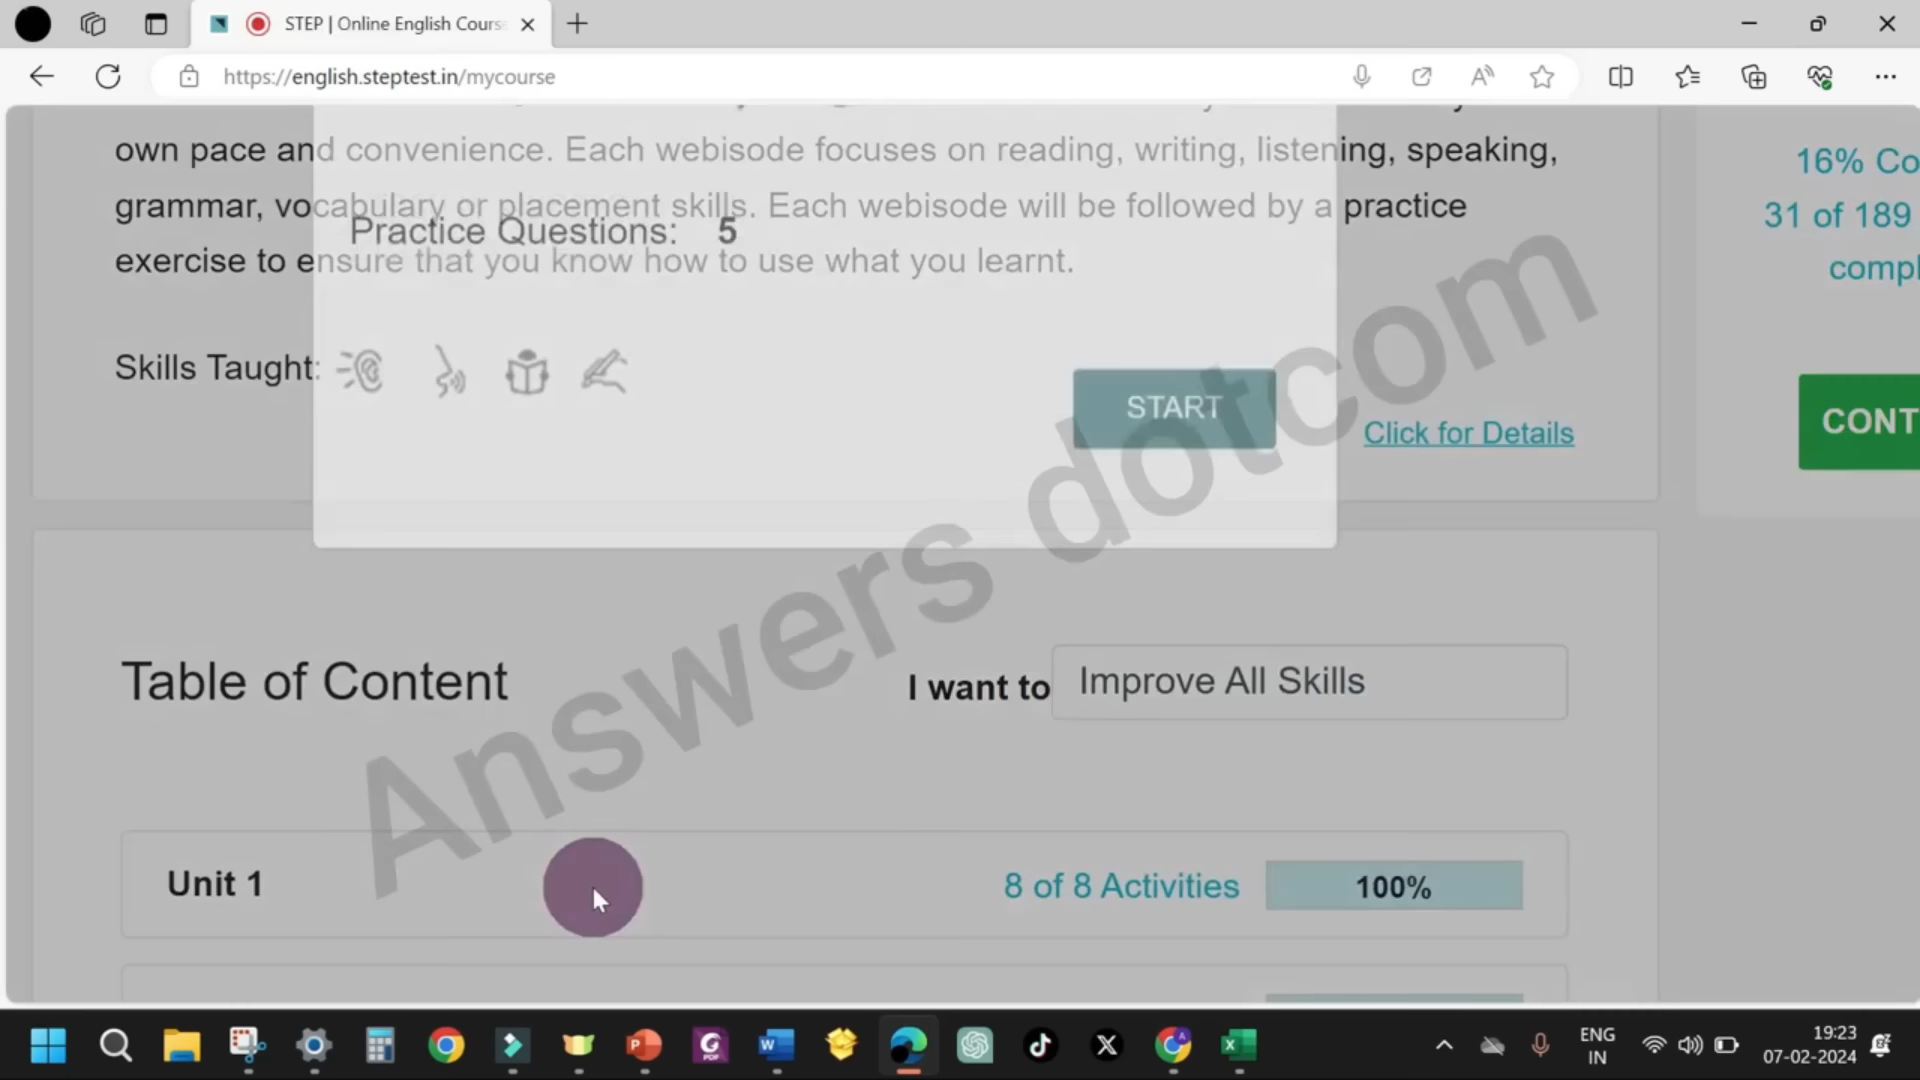 STEP | Online English Cours
https://english.steptest.in/mycourse
own pace and convenience. Each webisode focuses on reading, writing, listening, speaking,
grammar, vocabulary or placement skills. Each webisode will be followed by a practice
Practice Questions: 5
exercise to ensure that you know how to use what you learnt.
Skills Taught:
START
Click for Details
16% Co
31 of 189
compl
CONT
Answers dotcom
Table of Content
I want to
Improve All Skills
Unit 1
8 of 8 Activities
100%
ENG
IN
19:23
07-02-2024